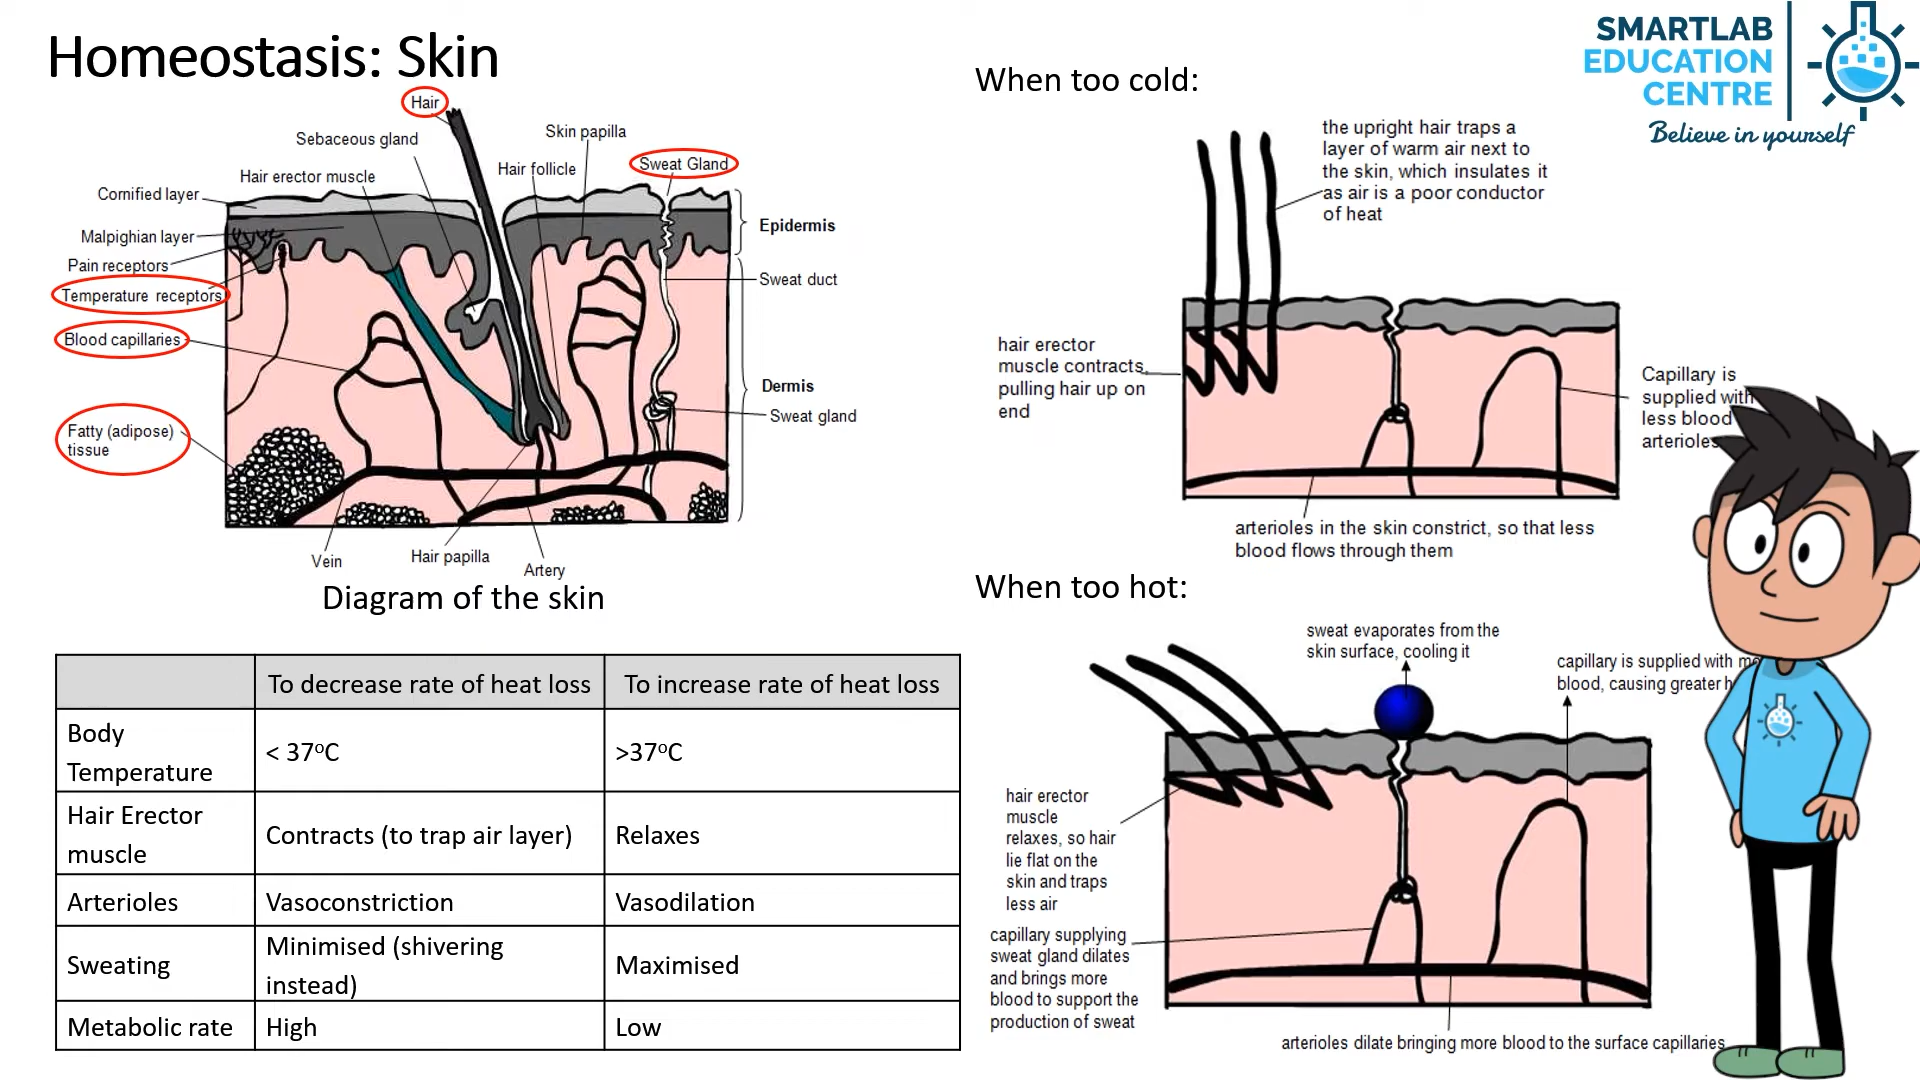 Homeostasis: Skin
Hair
Sebaceous gland
Skin papilla
Hair erector muscle
Hair follicle
Sweat Gland
Cornified layer
Malpighian layer
Pain receptors
Temperature receptors
Blood capillaries
Fatty (adipose)
tissue
Epidermis
Sweat duct
Dermis
Sweat gland
Vein
Hair papilla
Artery
Diagram of the skin
To decrease rate of heat loss
To increase rate of heat loss
Body
Temperature
< 37°C
>37°C
Hair Erector
muscle
Contracts (to trap air layer)
Relaxes
Arterioles
Vasoconstriction
Vasodilation
Sweating
Minimised (shivering
instead)
Maximised
Metabolic rate
High
Low
When too cold:
the upright hair traps a
layer of warm air next to
the skin, which insulates it
as air is a poor conductor
of heat
hair erector
muscle contracts,
pulling hair up on
end
Capillary is
supplied with
less blood
arterioles
arterioles in the skin constrict, so that less
blood flows through them
When too hot:
sweat evaporates from the
skin surface, cooling it
capillary is supplied with
blood, causing greater
hair erector
muscle
relaxes, so hair
lie flat on the
skin and traps
less air
capillary supplying
sweat gland dilates
and brings more
blood to support the
production of sweat
arterioles dilate bringing more blood to the surface capillaries
SMARTLAB
EDUCATION
CENTRE
Believe in yourself